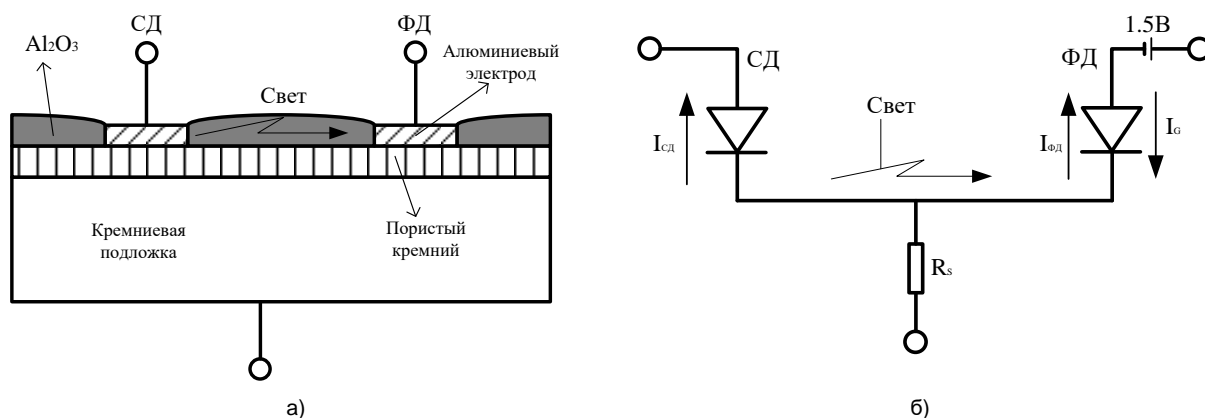 СД
ФД
Al₂O₃
Алюминиевый
электрод
Свет
Кремниевая
подложка
Пористый
кремний
а)
1.5В
СД
ФД
Свет
Iсд
Iфд
IG
Rs
б)